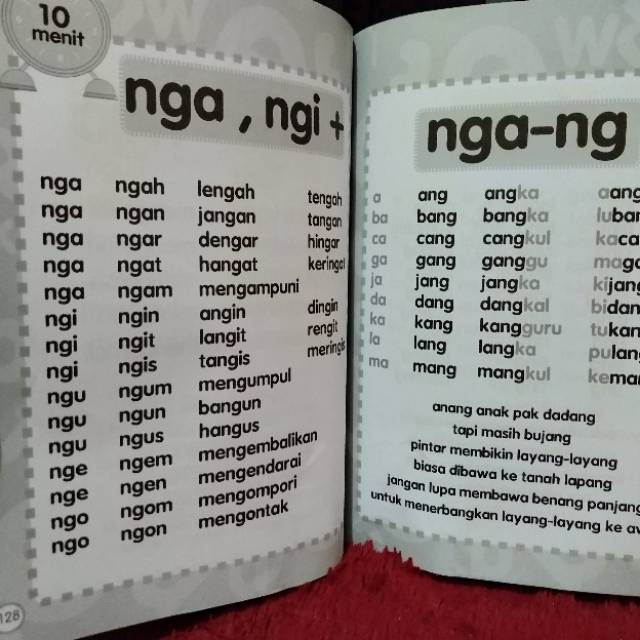 10
menit
nga , ngi +
nga ngah lengah tengah
nga ngan jangan tangan
nga ngar dengar hingar
nga ngat hangat
nga ngam mengampuni
ngi ngin angin dingin
ngi ngit langit rengit
ngi ngis tangis meringis
ngu ngum mengumpul
ngu ngun bangun
ngu ngus hangus
nge ngem mengembalikan
nge ngen mengendarai
ngo ngom mengompori
ngo ngon mengontak
128
nga-ng
a ang angka
ba bang bangka
ca cang cangkul
ga gang ganggu
ja jang jangka
da dang dangkal
ka kang kangguru
la lang langka
ma mang mangkul
anang anak pak dadang
tapi masih bujang
pintar membikin layang-layang
biasa dibawa ke tanah lapang
jangan lupa membawa benang panjang
untuk menerbangkan layang-layang ke